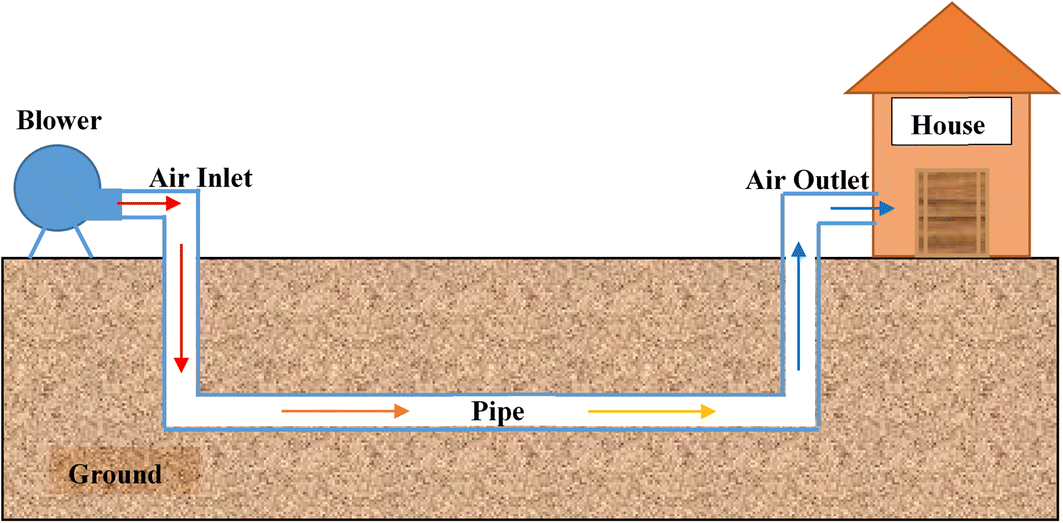 Blower
Air Inlet
Air Outlet
House
Pipe
Ground